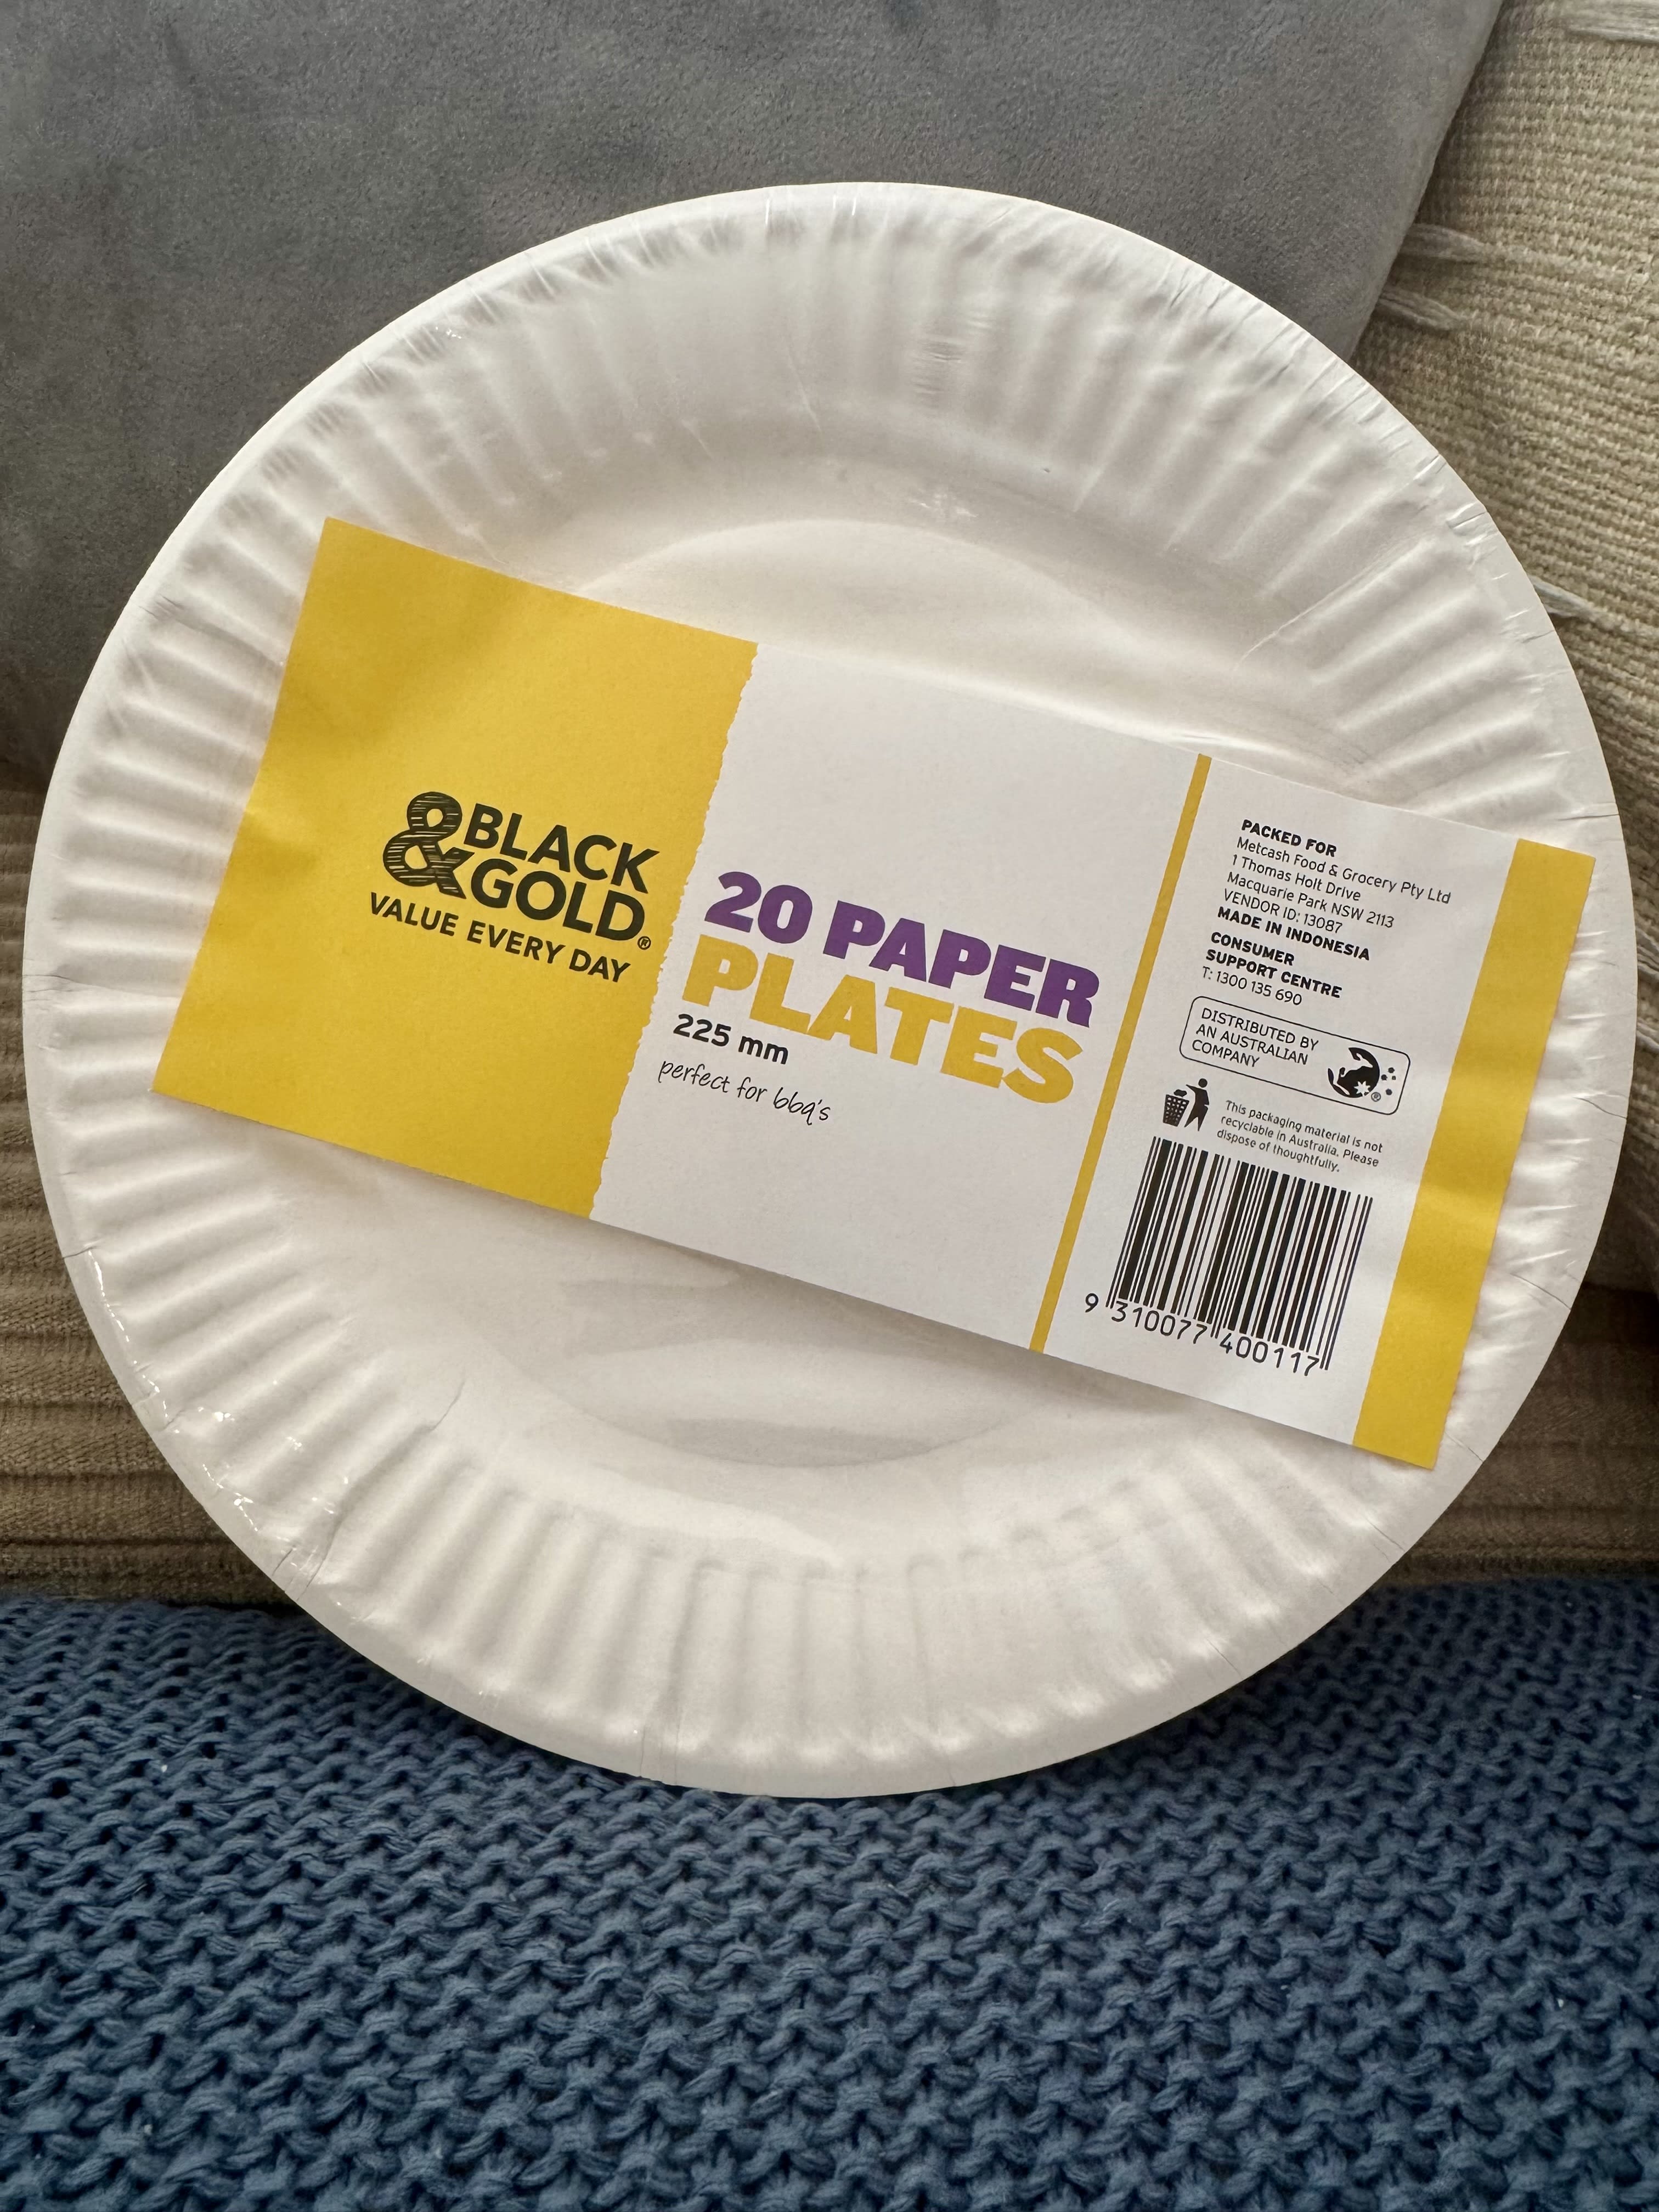 &BLACK
GOLD®
VALUE EVERY DAY
20 PAPER
PLATES
225 mm
perfect for bbq's
PACKED FOR
Metcash Food & Grocery Pty Ltd
1 Thomas Holt Drive
Macquarie Park NSW 2113
VENDOR ID: 13087
MADE IN INDONESIA
CONSUMER
SUPPORT CENTRE
T: 1300 135 690
DISTRIBUTED BY
AN AUSTRALIAN
COMPANY
®
This packaging material is not
recyclable in Australia. Please
dispose of thoughtfully.
9 310077 400117